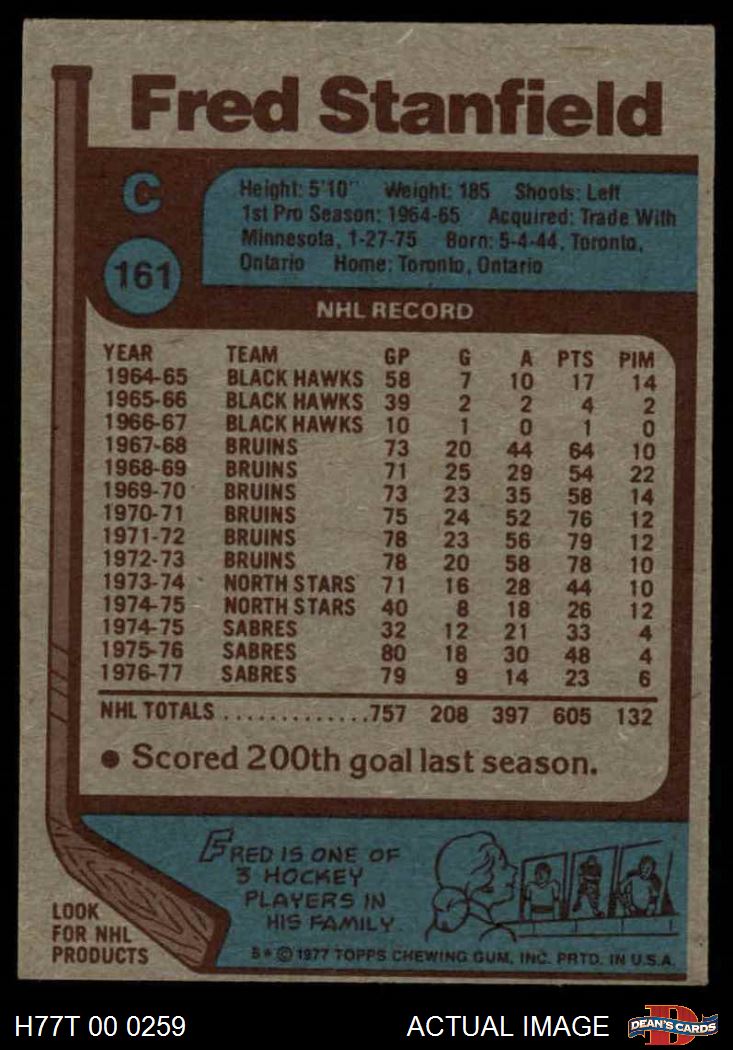 Fred Stanfield
C
161
Height: 5'10" Weight: 185 Shoots: Left
1st Pro Season: 1964-65 Acquired: Trade With
Minnesota, 1-27-75 Born: 5-4-44, Toronto,
Ontario Home: Toronto, Ontario
NHL RECORD
YEAR TEAM GP G A PTS PIM
1964-65 BLACK HAWKS 58 7 10 17 14
1965-66 BLACK HAWKS 39 2 2 4 2
1966-67 BLACK HAWKS 10 1 0 1 0
1967-68 BRUINS 73 20 44 64 10
1968-69 BRUINS 71 25 29 54 22
1969-70 BRUINS 73 23 35 58 14
1970-71 BRUINS 75 24 52 76 12
1971-72 BRUINS 78 23 56 79 12
1972-73 BRUINS 78 20 58 78 10
1973-74 NORTH STARS 71 16 28 44 10
1974-75 NORTH STARS 40 8 18 26 12
1974-75 SABRES 32 12 21 33 4
1975-76 SABRES 80 18 30 48 4
1976-77 SABRES 79 9 14 23 6
NHL TOTALS .............757 208 397 605 132
● Scored 200th goal last season.
FRED IS ONE OF
3 HOCKEY
PLAYERS IN
HIS FAMILY.
LOOK
FOR NHL
PRODUCTS
B* © 1977 TOPPS CHEWING GUM, INC. PRTD. IN U.S.A.
H77T 00 0259 ACTUAL IMAGE
D
DEAN'S CARDS